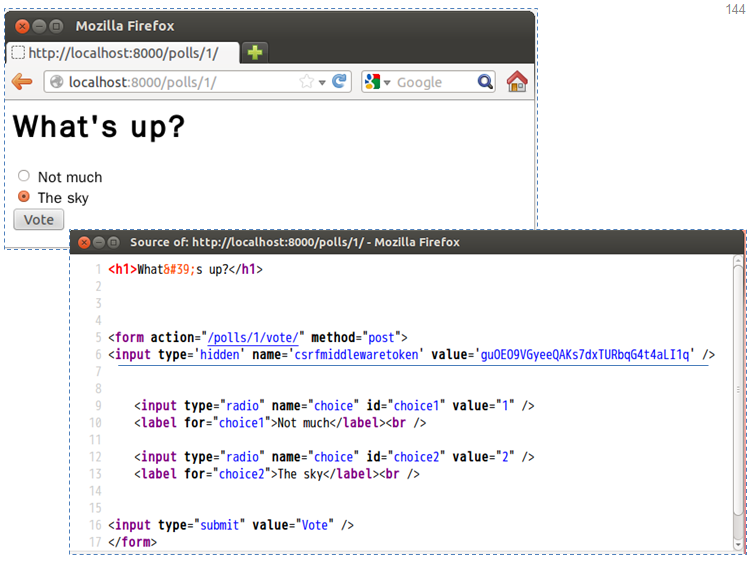 144
Mozilla Firefox
http://localhost:8000/polls/1/
localhost:8000/polls/1/
Google
What's up?
Not much
The sky
Vote
Source of: http://localhost:8000/polls/1/ - Mozilla Firefox
1 <h1>What&#39;s up?</h1>
2
3
4
5 <form action="/polls/1/vote/" method="post">
6 <input type='hidden' name='csrfmiddlewaretoken' value='guOEO9VGyeeQAKs7dxTURbqG4t4aLI1q' />
7
8
9 <input type="radio" name="choice" id="choice1" value="1" />
10 <label for="choice1">Not much</label><br />
11
12 <input type="radio" name="choice" id="choice2" value="2" />
13 <label for="choice2">The sky</label><br />
14
15
16 <input type="submit" value="Vote" />
17 </form>